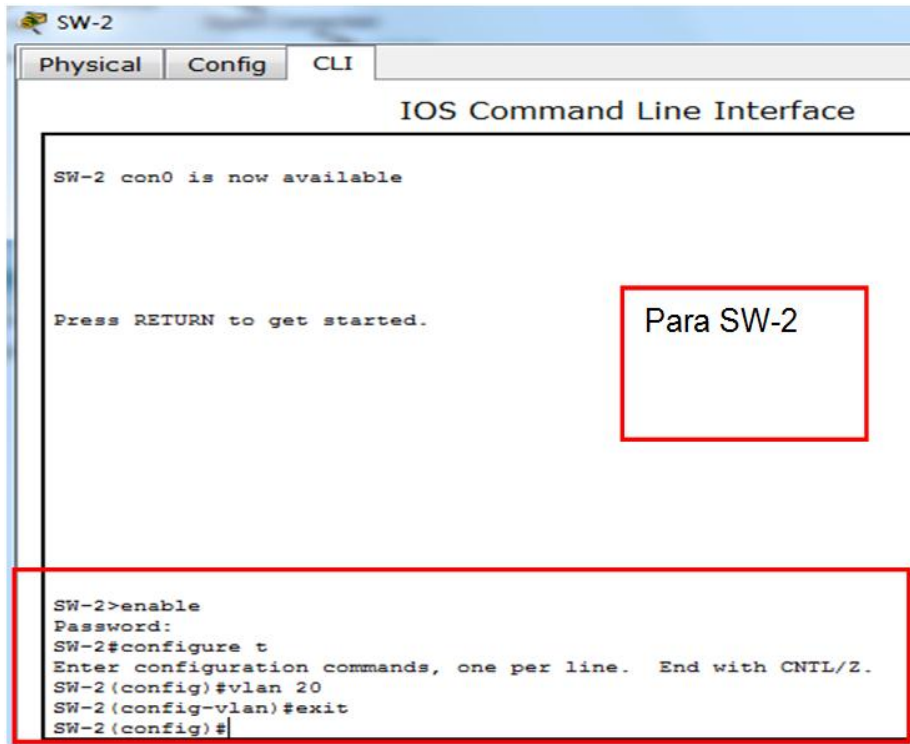 SW-2
Physical Config CLI
IOS Command Line Interface
SW-2 con0 is now available
Press RETURN to get started.
Para SW-2
SW-2>enable
Password:
SW-2#configure t
Enter configuration commands, one per line.  End with CNTL/Z.
SW-2(config)#vlan 20
SW-2(config-vlan)#exit
SW-2(config)#